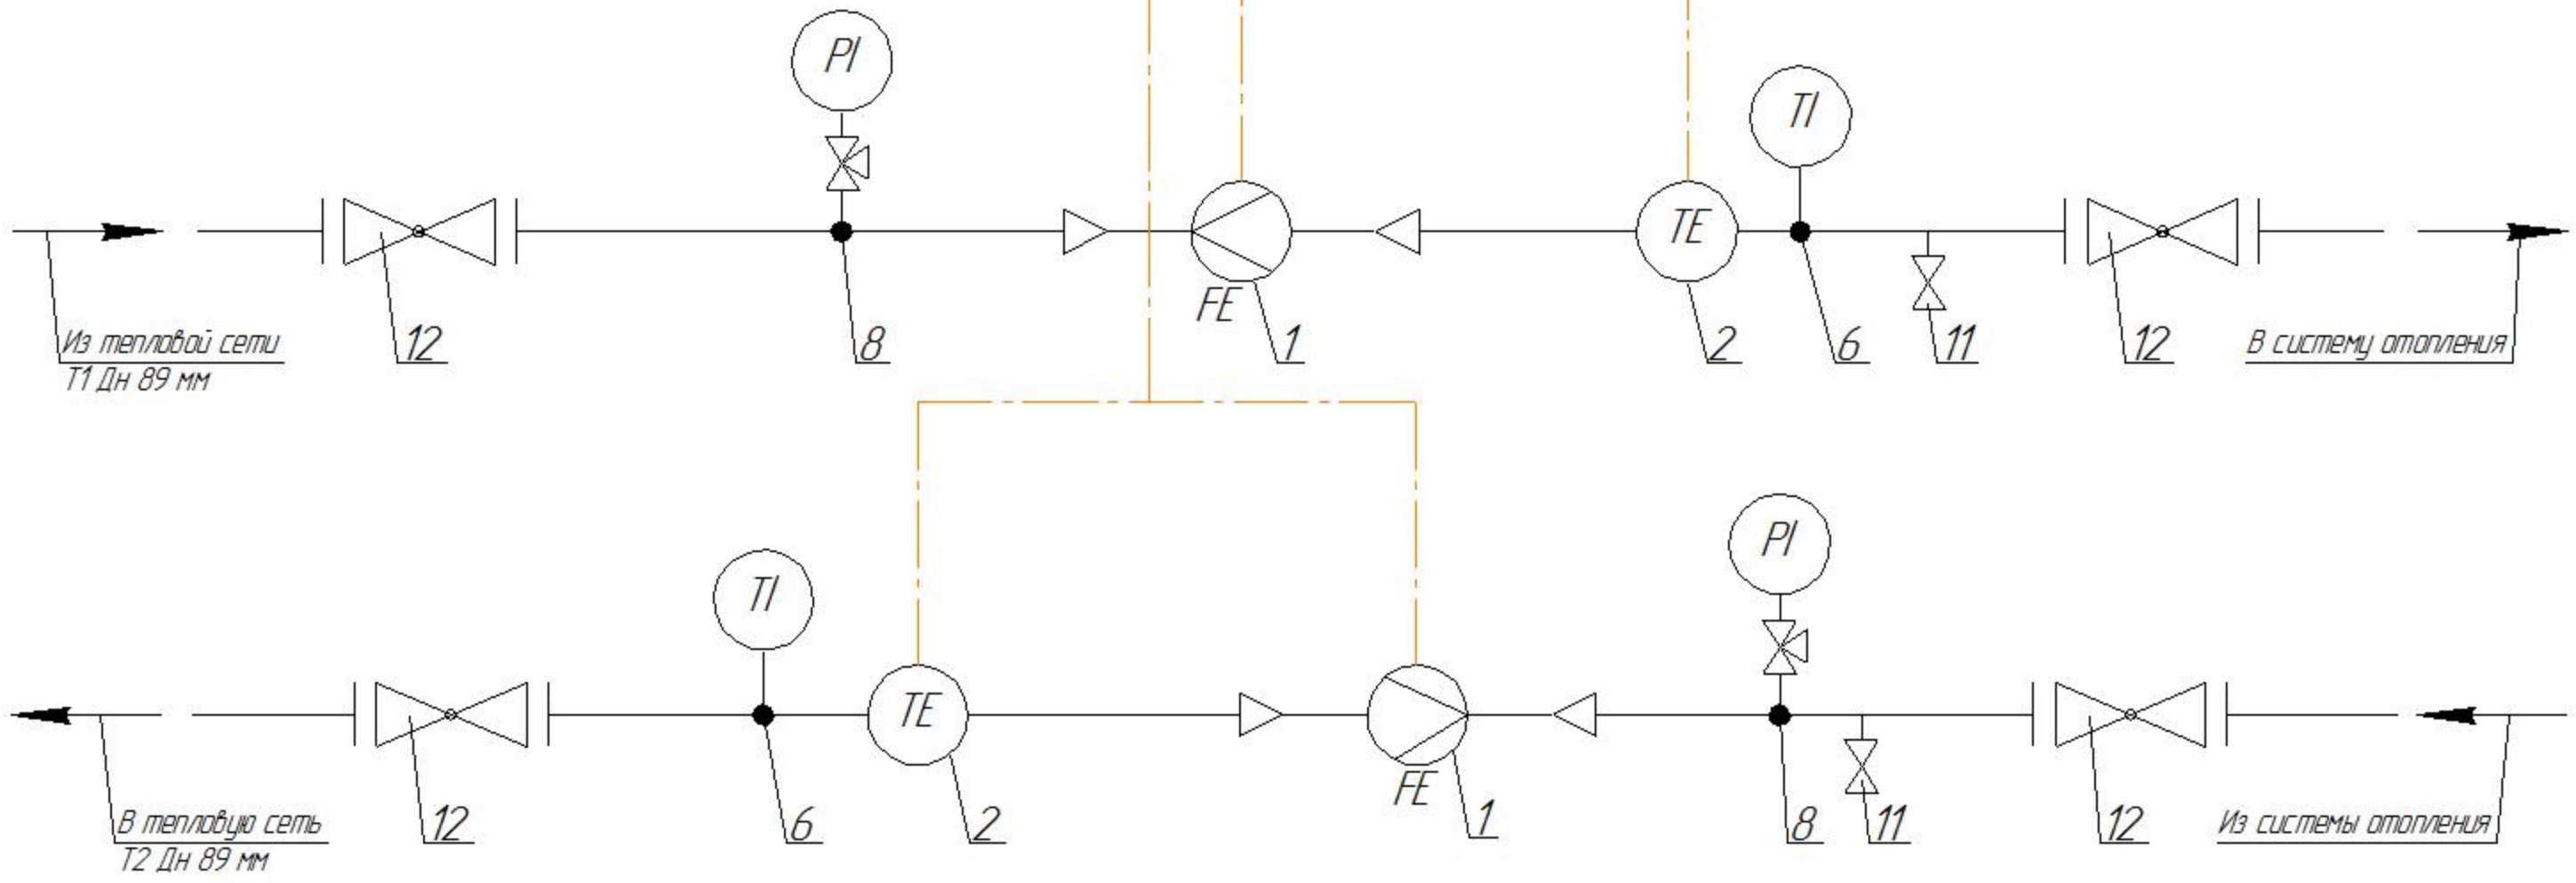 PI
TI
TE
FE
Из тепловой сети
Т1 Дн 89 мм
12
8
1
2
6
11
12
В систему отопления
PI
TI
TE
FE
В тепловую сеть
Т2 Дн 89 мм
12
6
2
1
8
11
12
Из системы отопления